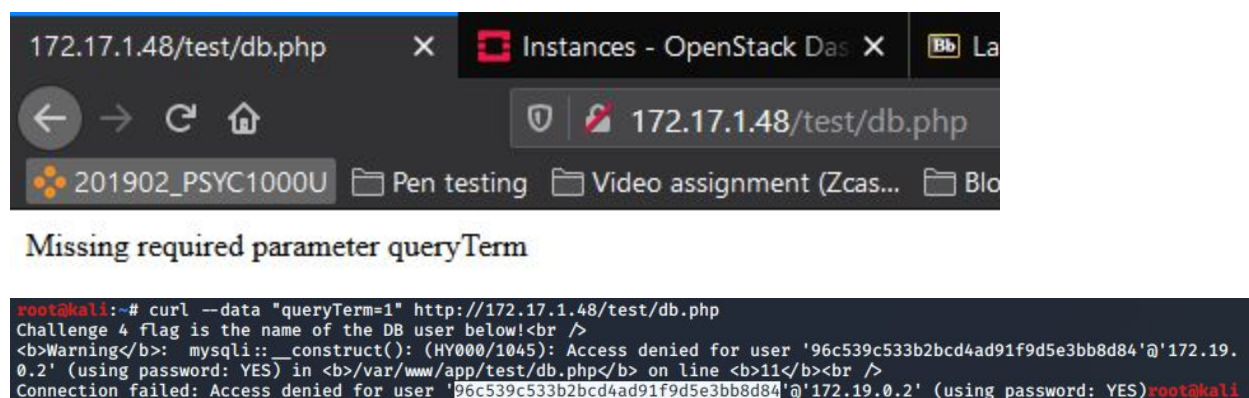 172.17.1.48/test/db.php × Instances - OpenStack Das × Bb La
172.17.1.48/test/db.php
201902_PSYC1000U Pen testing Video assignment (Zcas... Blo
Missing required parameter queryTerm
root@kali:~# curl --data "queryTerm=1" http://172.17.1.48/test/db.php
Challenge 4 flag is the name of the DB user below!<br />
<b>Warning</b>: mysqli::__construct(): (HY000/1045): Access denied for user '96c539c533b2bcd4ad91f9d5e3bb8d84'@'172.19.
0.2' (using password: YES) in <b>/var/www/app/test/db.php</b> on line <b>11</b><br />
Connection failed: Access denied for user '96c539c533b2bcd4ad91f9d5e3bb8d84'@'172.19.0.2' (using password: YES)root@kali